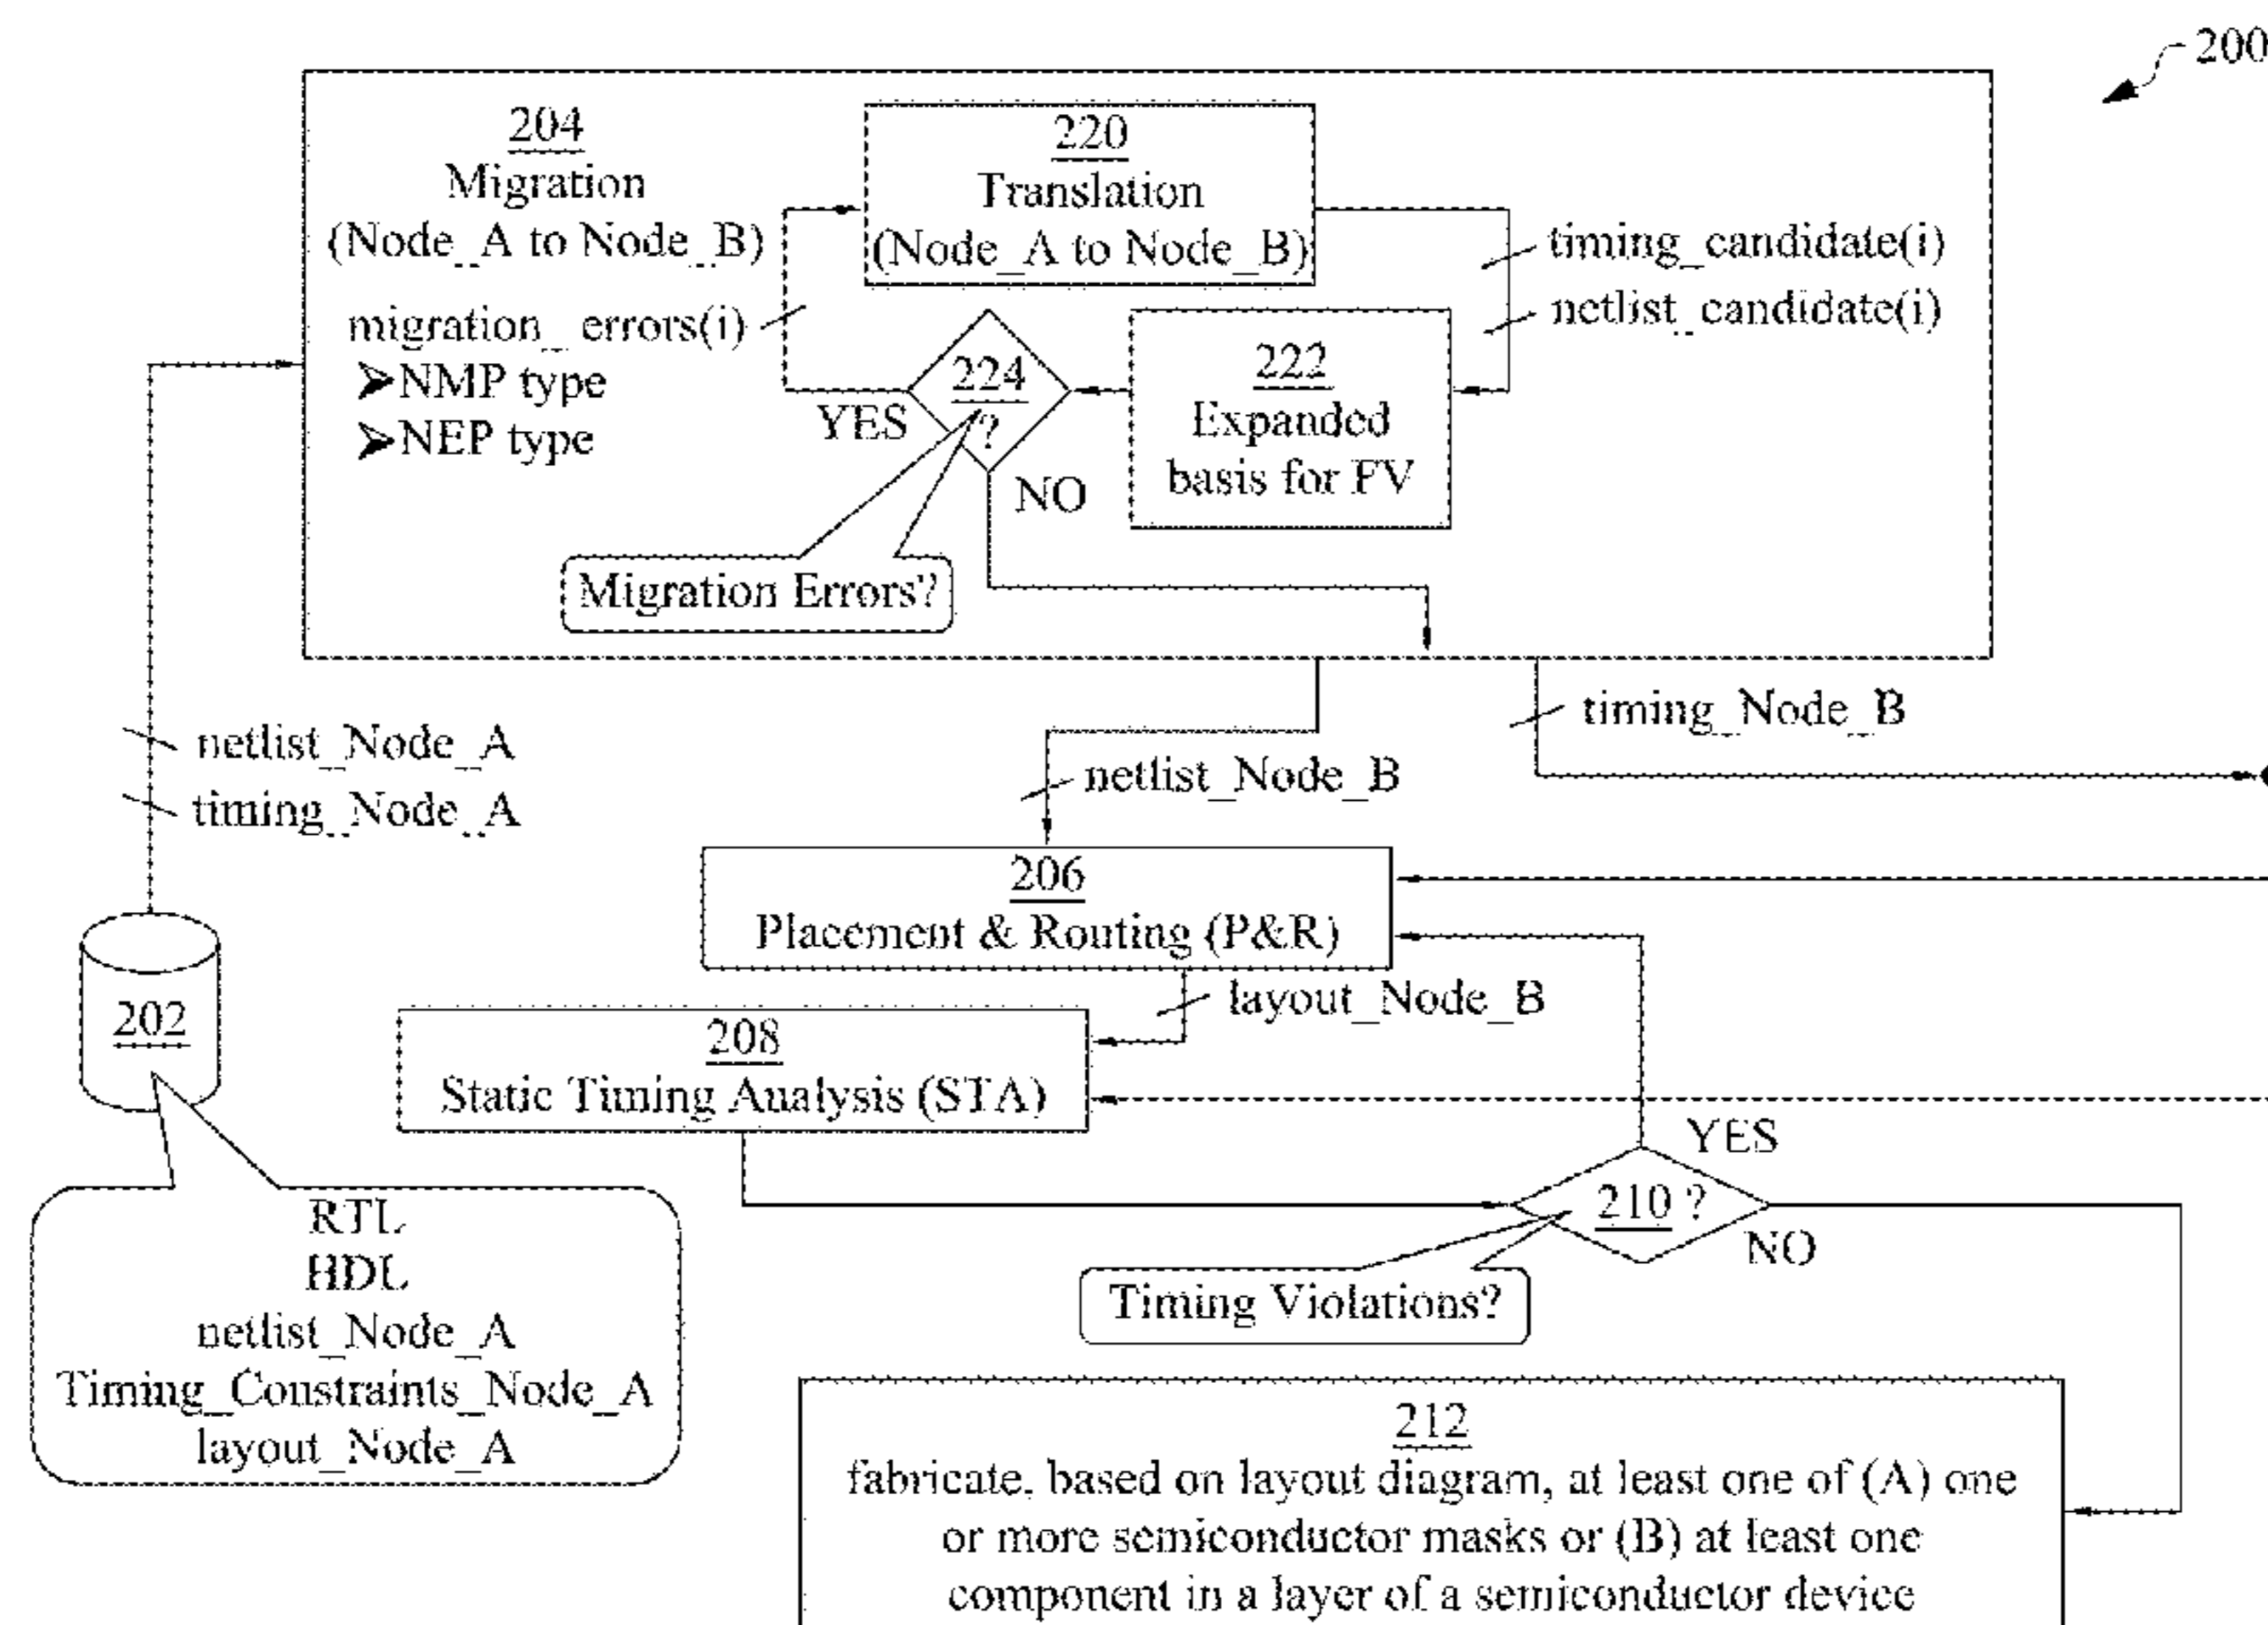 200
204
Migration
(Node_A to Node_B)
220
Translation
(Node_A to Node_B)
timing_candidate(i)
netlist_candidate(i)
migration_errors(i)
➢NMP type
➢NEP type
224
?
YES
NO
222
Expanded
basis for FV
Migration Errors?
netlist_Node_A
timing_Node_A
timing_Node_B
netlist_Node_B
206
Placement & Routing (P&R)
layout_Node_B
202
208
Static Timing Analysis (STA)
YES
210 ?
NO
Timing Violations?
RTL
HDL
netlist_Node_A
Timing_Constraints_Node_A
layout_Node_A
212
fabricate, based on layout diagram, at least one of (A) one
or more semiconductor masks or (B) at least one
component in a layer of a semiconductor device